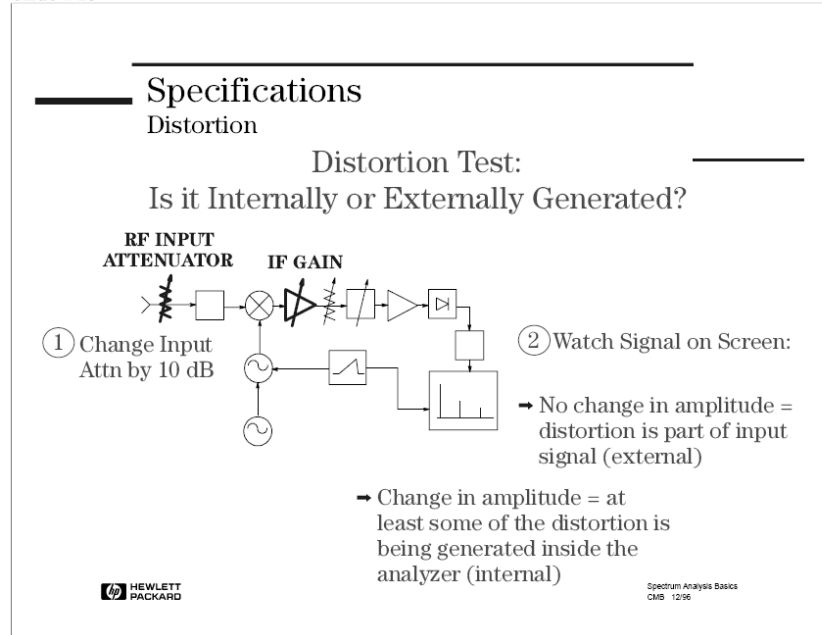 Specifications
Distortion
Distortion Test:
Is it Internally or Externally Generated?
RF INPUT
ATTENUATOR
IF GAIN
1 Change Input
Attn by 10 dB
2 Watch Signal on Screen:
➞ No change in amplitude =
distortion is part of input
signal (external)
➞ Change in amplitude = at
least some of the distortion is
being generated inside the
analyzer (internal)
hp HEWLETT
PACKARD
Spectrum Analysis Basics
CMB 12/96